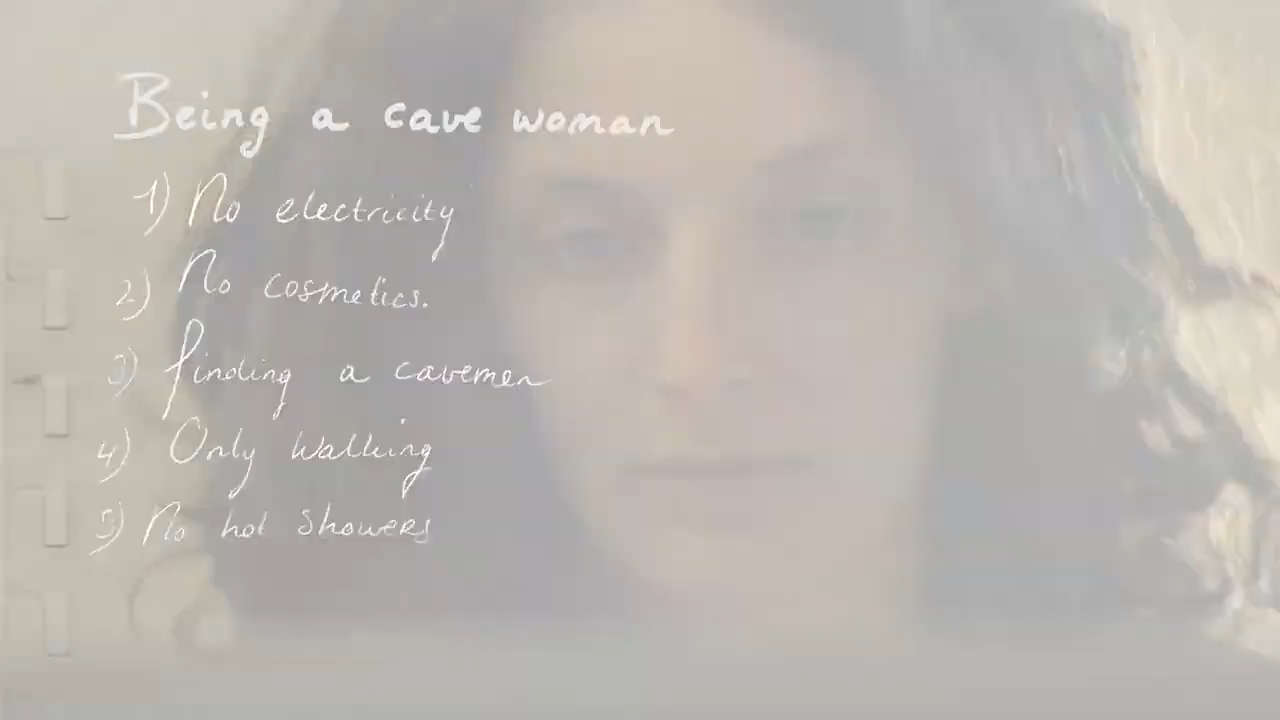 Being a cave woman
1) No electricity
2) No cosmetics.
3) finding a cavemen
4) Only walking
5) No hot showers